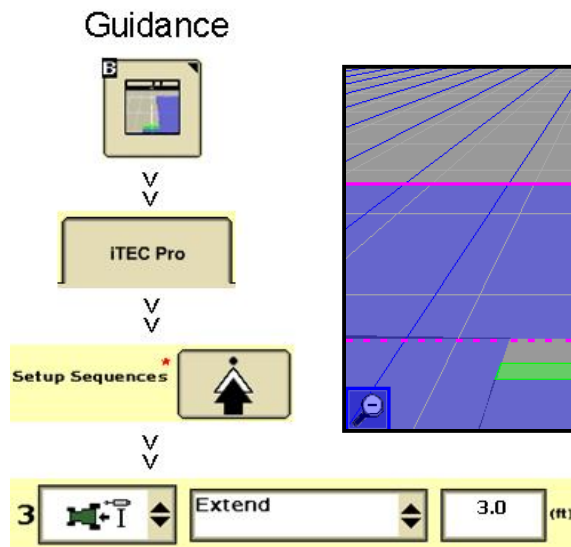 Guidance
B
iTEC Pro
Setup Sequences*
3 Extend 3.0 (ft)